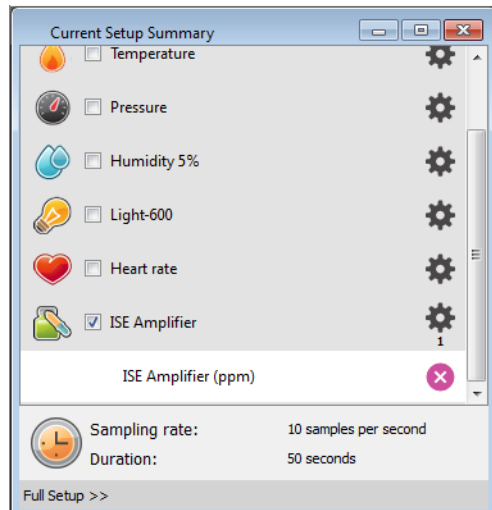 Current Setup Summary
Temperature
Pressure
Humidity 5%
Light-600
Heart rate
ISE Amplifier
1
ISE Amplifier (ppm)
Sampling rate: 10 samples per second
Duration: 50 seconds
Full Setup >>